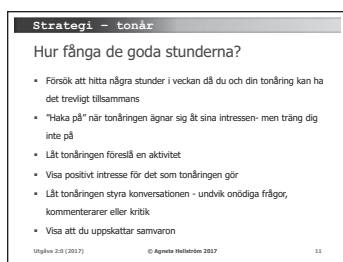 Strategi – tonår
Hur fånga de goda stunderna?
▪ Försök att hitta några stunder i veckan då du och din tonåring kan ha
det trevligt tillsammans
▪ ”Haka på” när tonåringen ägnar sig åt sina intressen- men träng dig
inte på
▪ Låt tonåringen föreslå en aktivitet
▪ Visa positivt intresse för det som tonåringen gör
▪ Låt tonåringen styra konversationen - undvik onödiga frågor,
kommenterarer eller kritik
▪ Visa att du uppskattar samvaron
Utgåva 2:0 (2017) © Agneta Hellström 2017 11